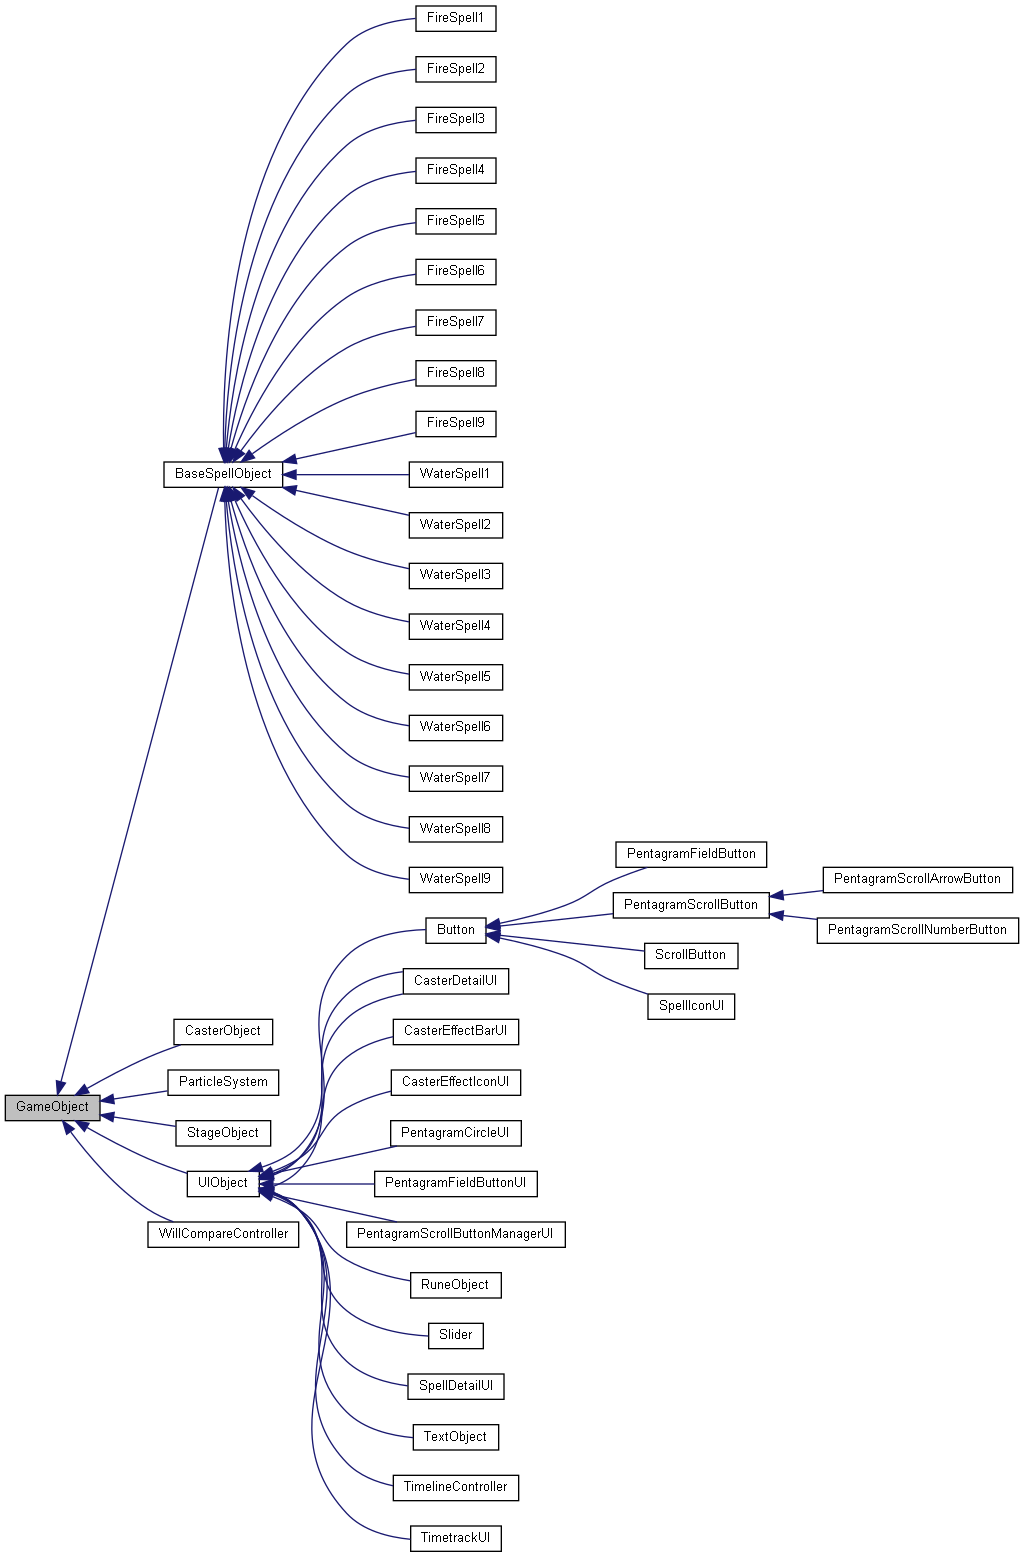 FireSpell1
FireSpell2
FireSpell3
FireSpell4
FireSpell5
FireSpell6
FireSpell7
FireSpell8
FireSpell9
BaseSpellObject
WaterSpell1
WaterSpell2
WaterSpell3
WaterSpell4
WaterSpell5
WaterSpell6
WaterSpell7
WaterSpell8
WaterSpell9
PentagramFieldButton
PentagramScrollArrowButton
PentagramScrollButton
Button
PentagramScrollNumberButton
ScrollButton
CasterDetailUI
SpellIconUI
CasterObject
CasterEffectBarUI
ParticleSystem
CasterEffectIconUI
GameObject
StageObject
PentagramCircleUI
UIObject
PentagramFieldButtonUI
WillCompareController
PentagramScrollButtonManagerUI
RuneObject
Slider
SpellDetailUI
TextObject
TimelineController
TimetrackUI